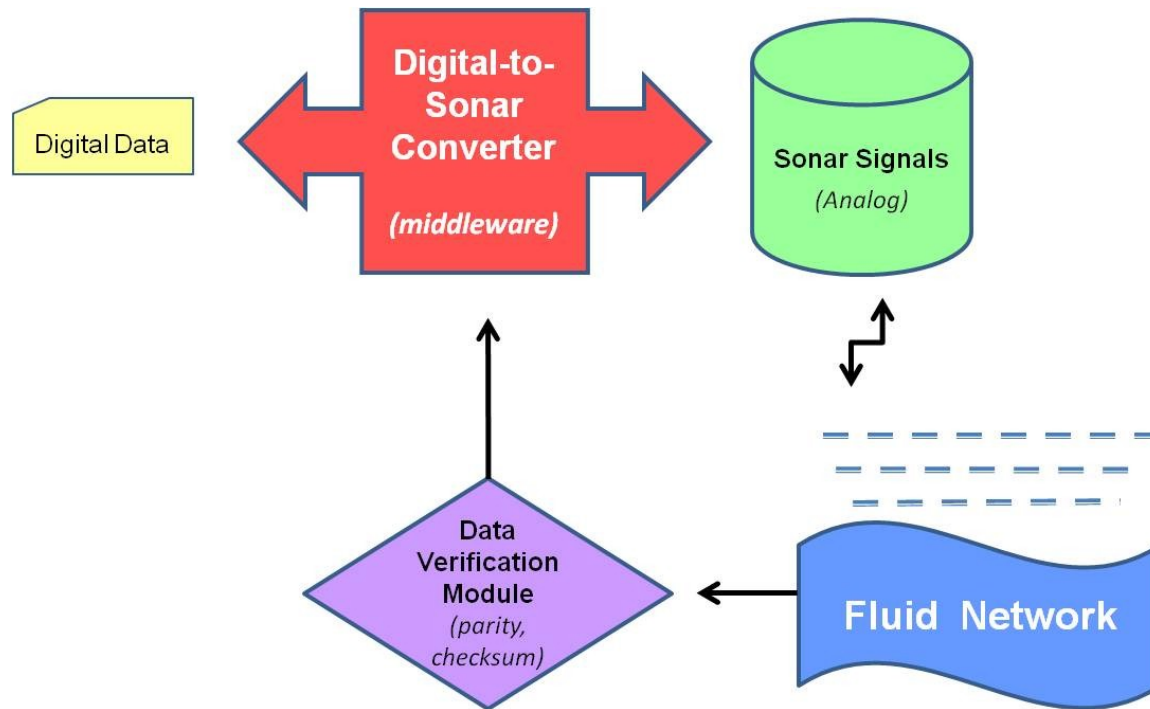 Digital Data
Digital-to-
Sonar
Converter
(middleware)
Sonar Signals
(Analog)
Data
Verification
Module
(parity,
checksum)
Fluid  Network